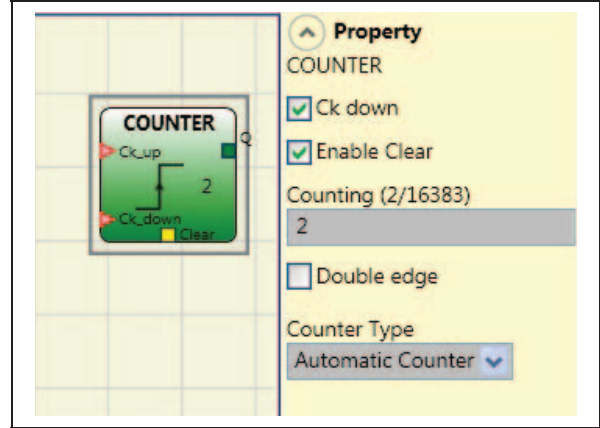 COUNTER
Q
Ck_up
2
Ck_down
Clear
Property
COUNTER
Ck down
Enable Clear
Counting (2/16383)
2
Double edge
Counter Type
Automatic Counter